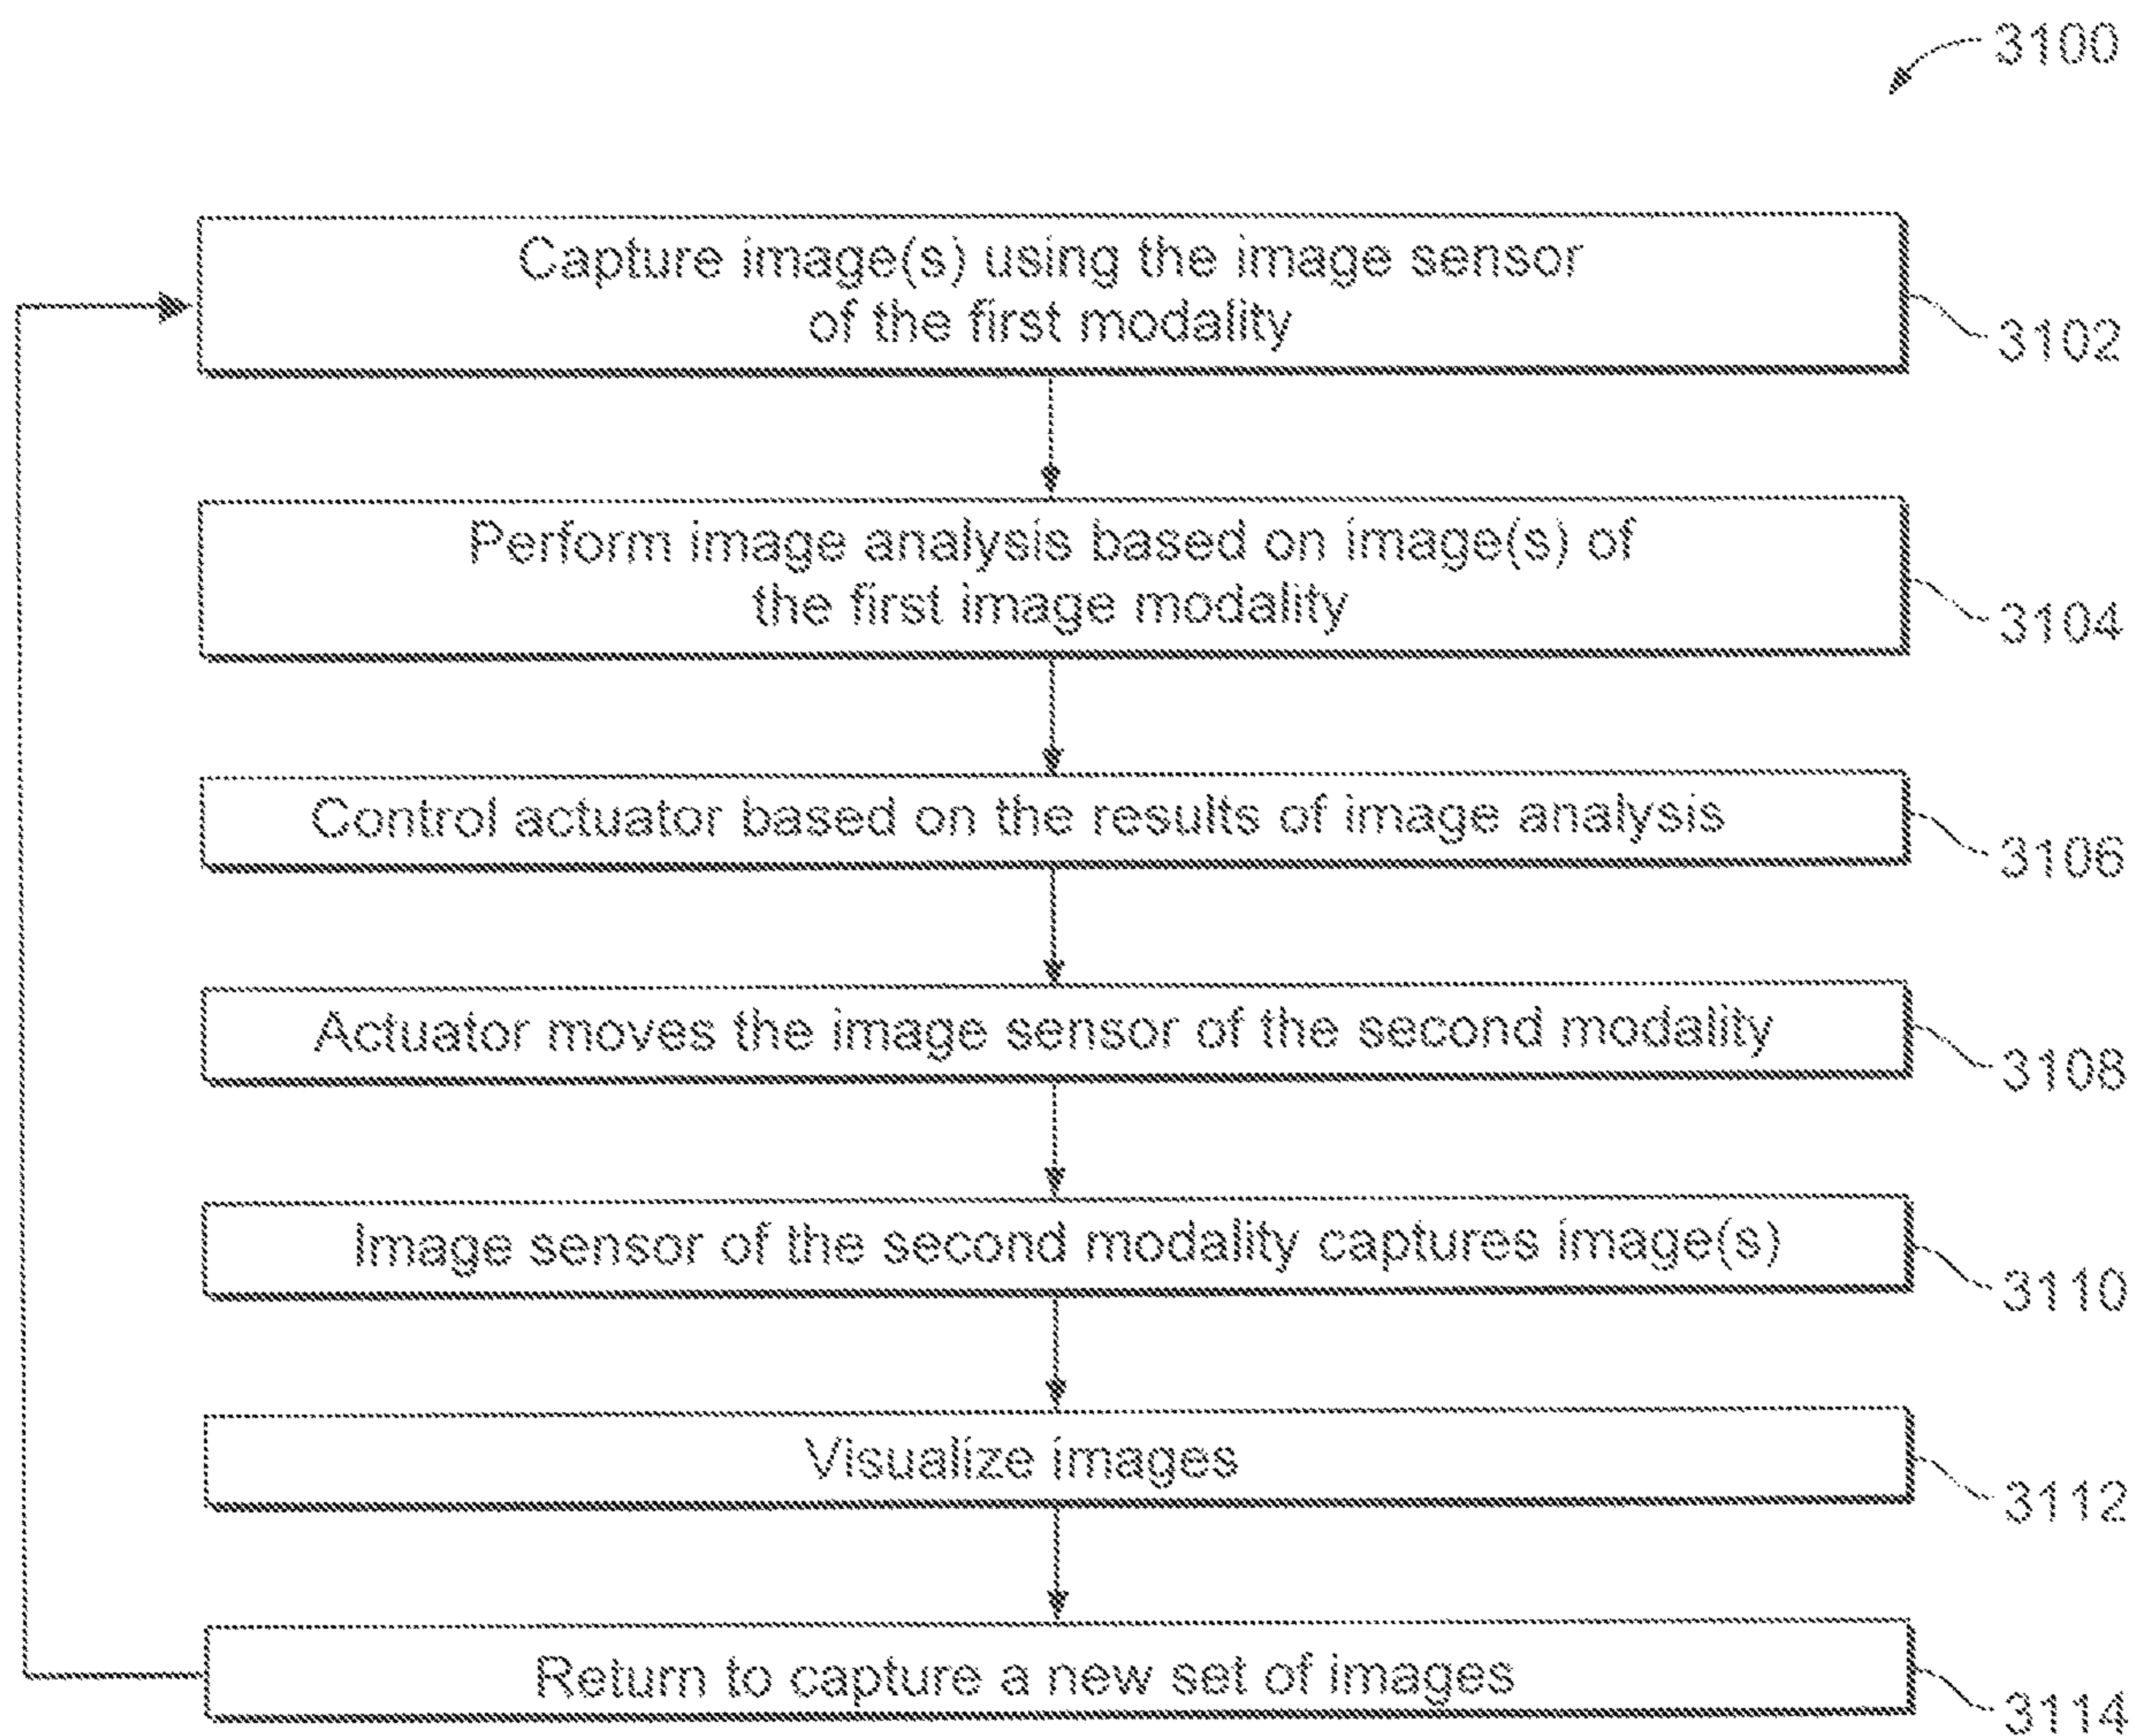 3100
Capture image(s) using the image sensor
of the first modality
3102
Perform image analysis based on image(s) of
the first image modality
3104
Control actuator based on the results of image analysis
3106
Actuator moves the image sensor of the second modality
3108
Image sensor of the second modality captures image(s)
3110
Visualize images
3112
Return to capture a new set of images
3114